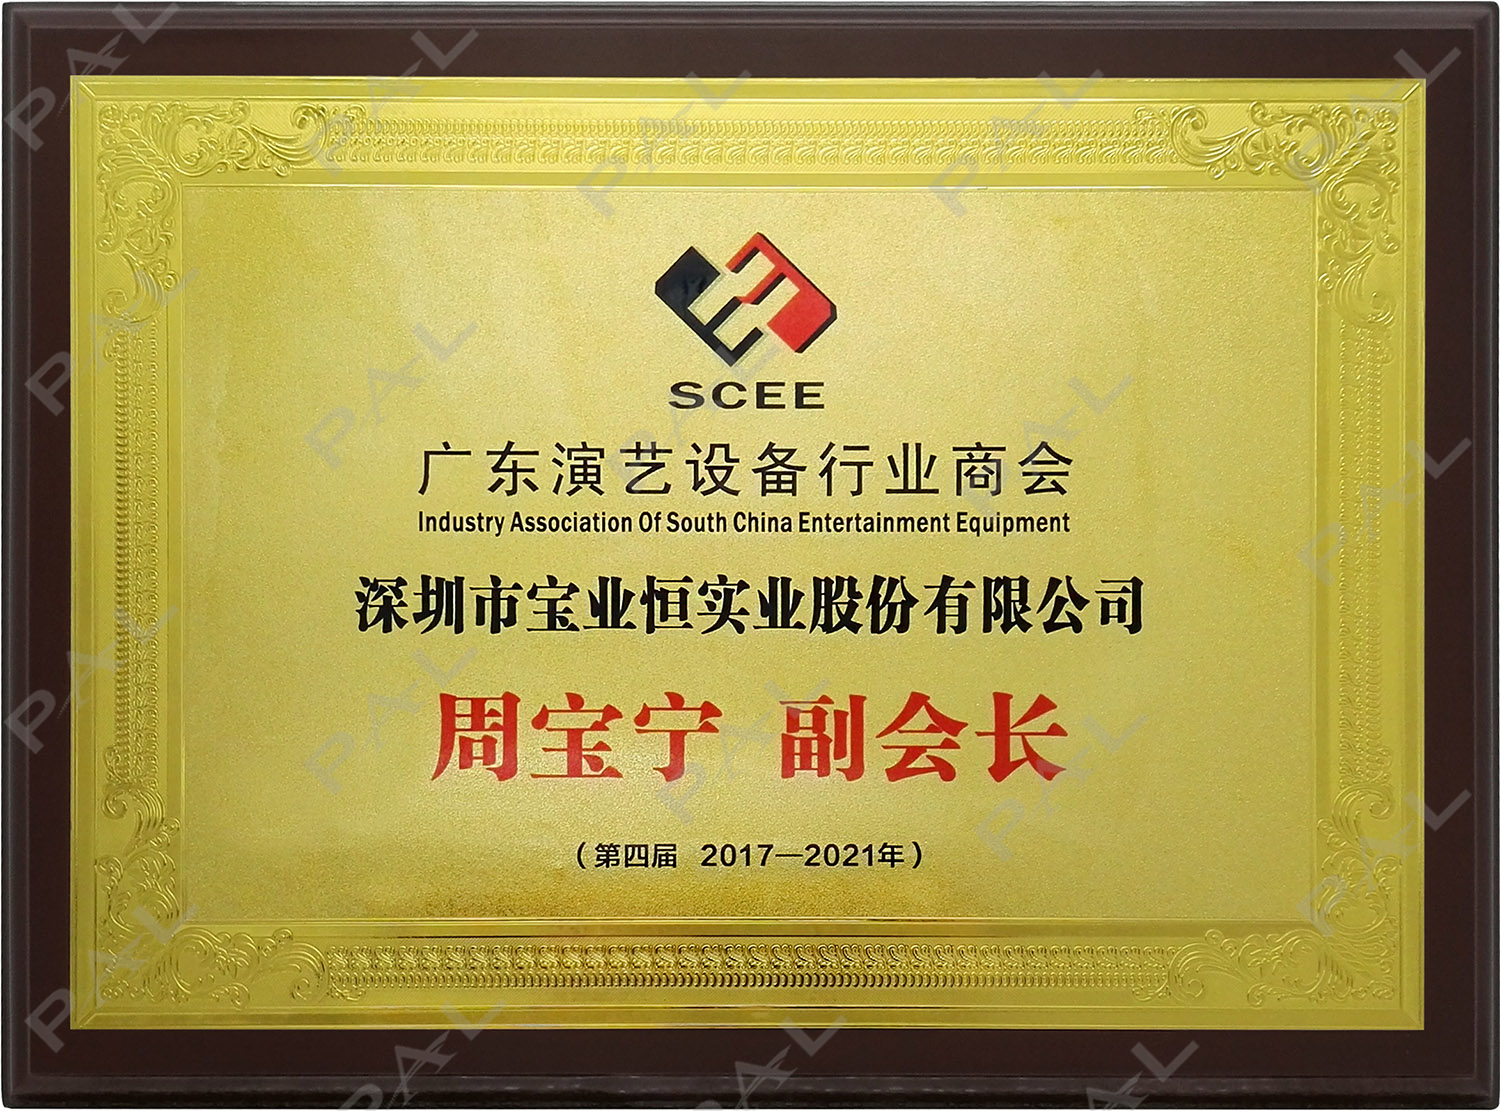 SCEE
广东演艺设备行业商会
Industry Association Of South China Entertainment Equipment
深圳市宝业恒实业股份有限公司
周宝宁 副会长
（第四届 2017—2021年）